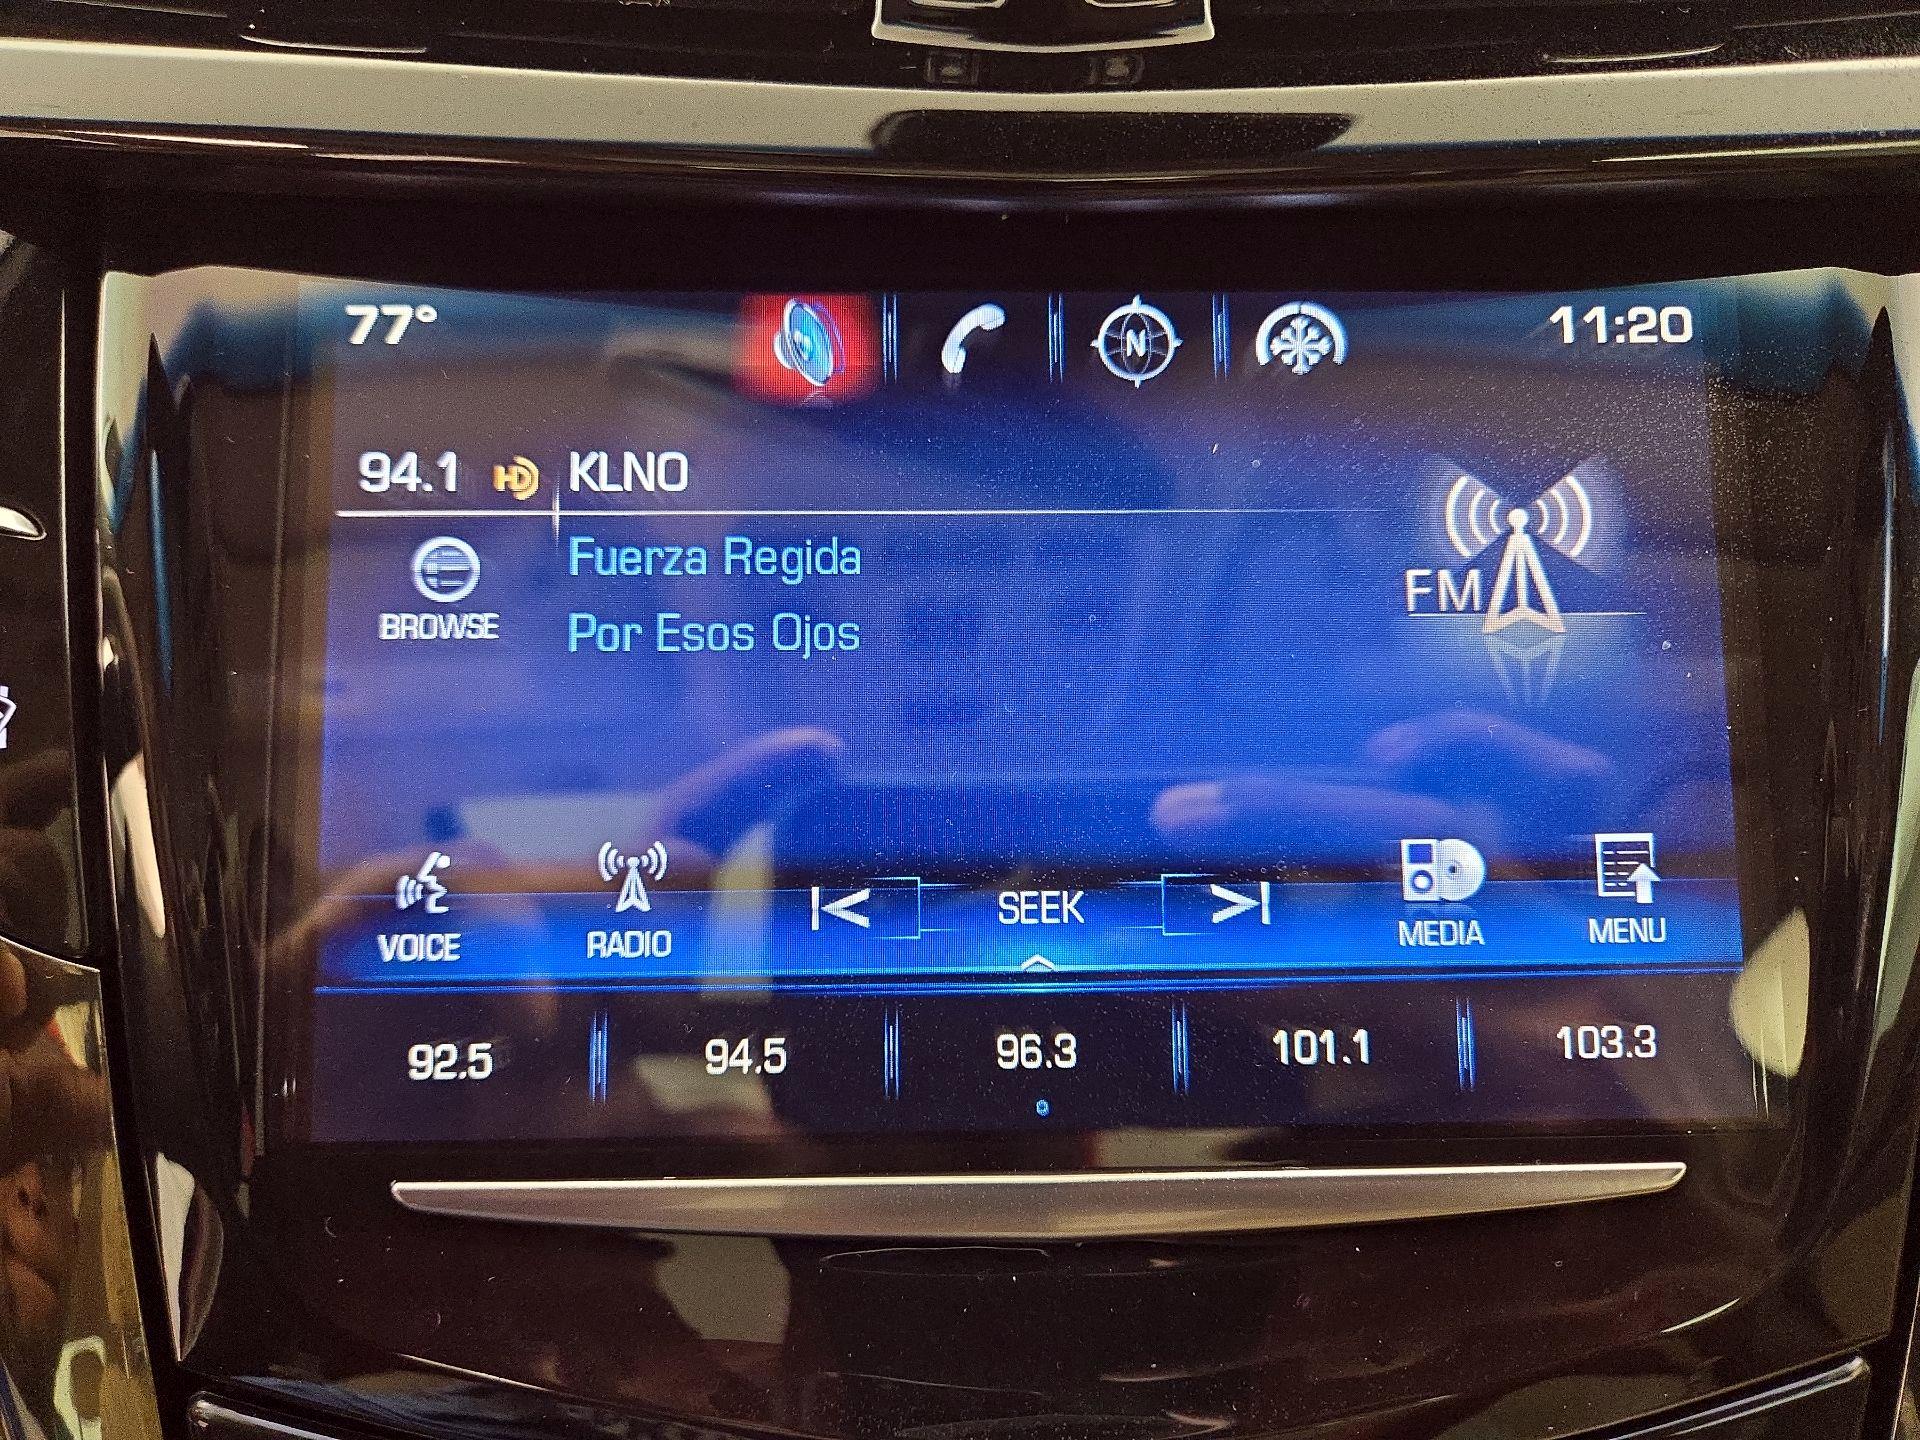 77° N 11:20
94.1 HD KLNO
Fuerza Regida
FM
BROWSE
Por Esos Ojos
VOICE RADIO SEEK MEDIA MENU
92.5 94.5 96.3 101.1 103.3